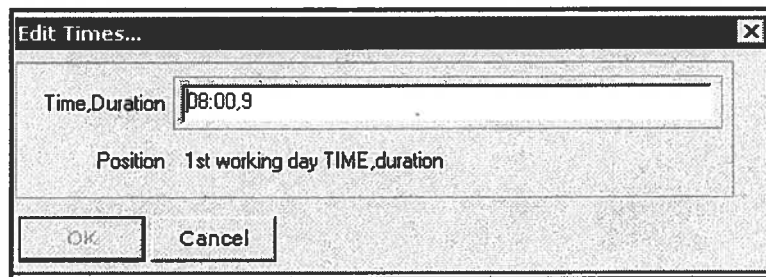 Edit Times...
Time,Duration 08:00,9
Position 1st working day TIME,duration
OK Cancel